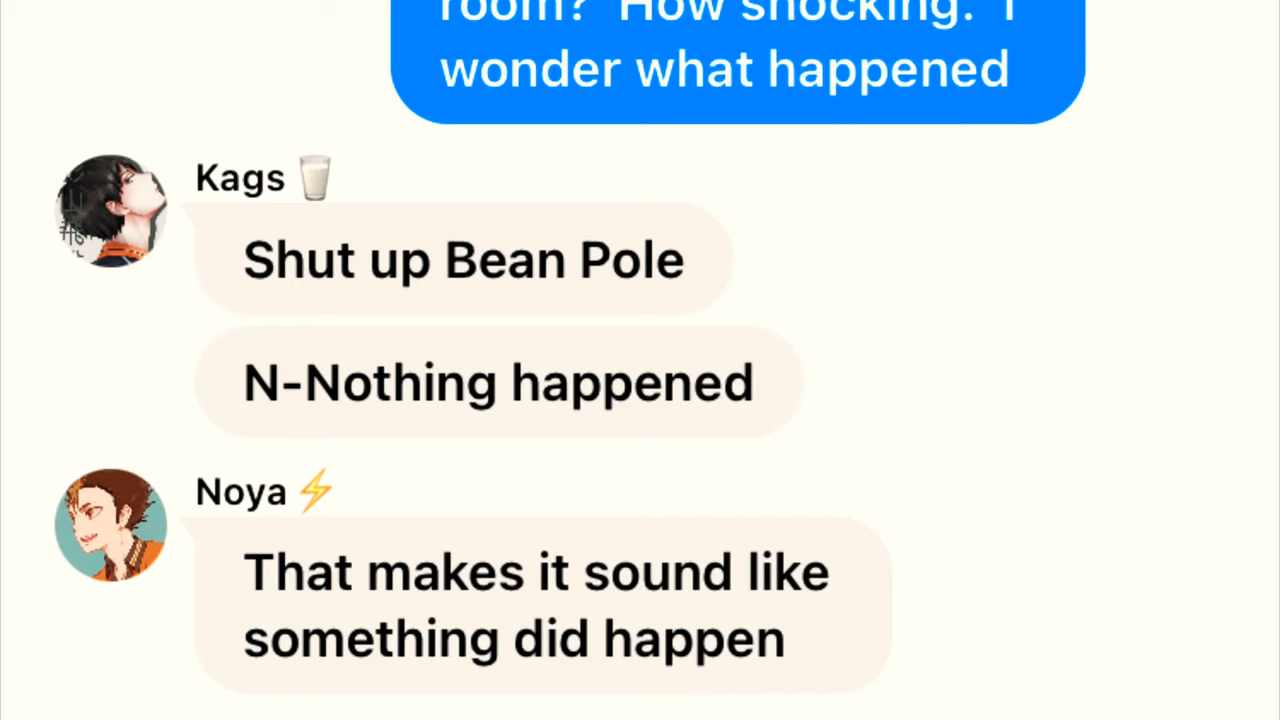 room? How shocking. I
wonder what happened
Kags 🥛
Shut up Bean Pole
N-Nothing happened
Noya ⚡
That makes it sound like
something did happen